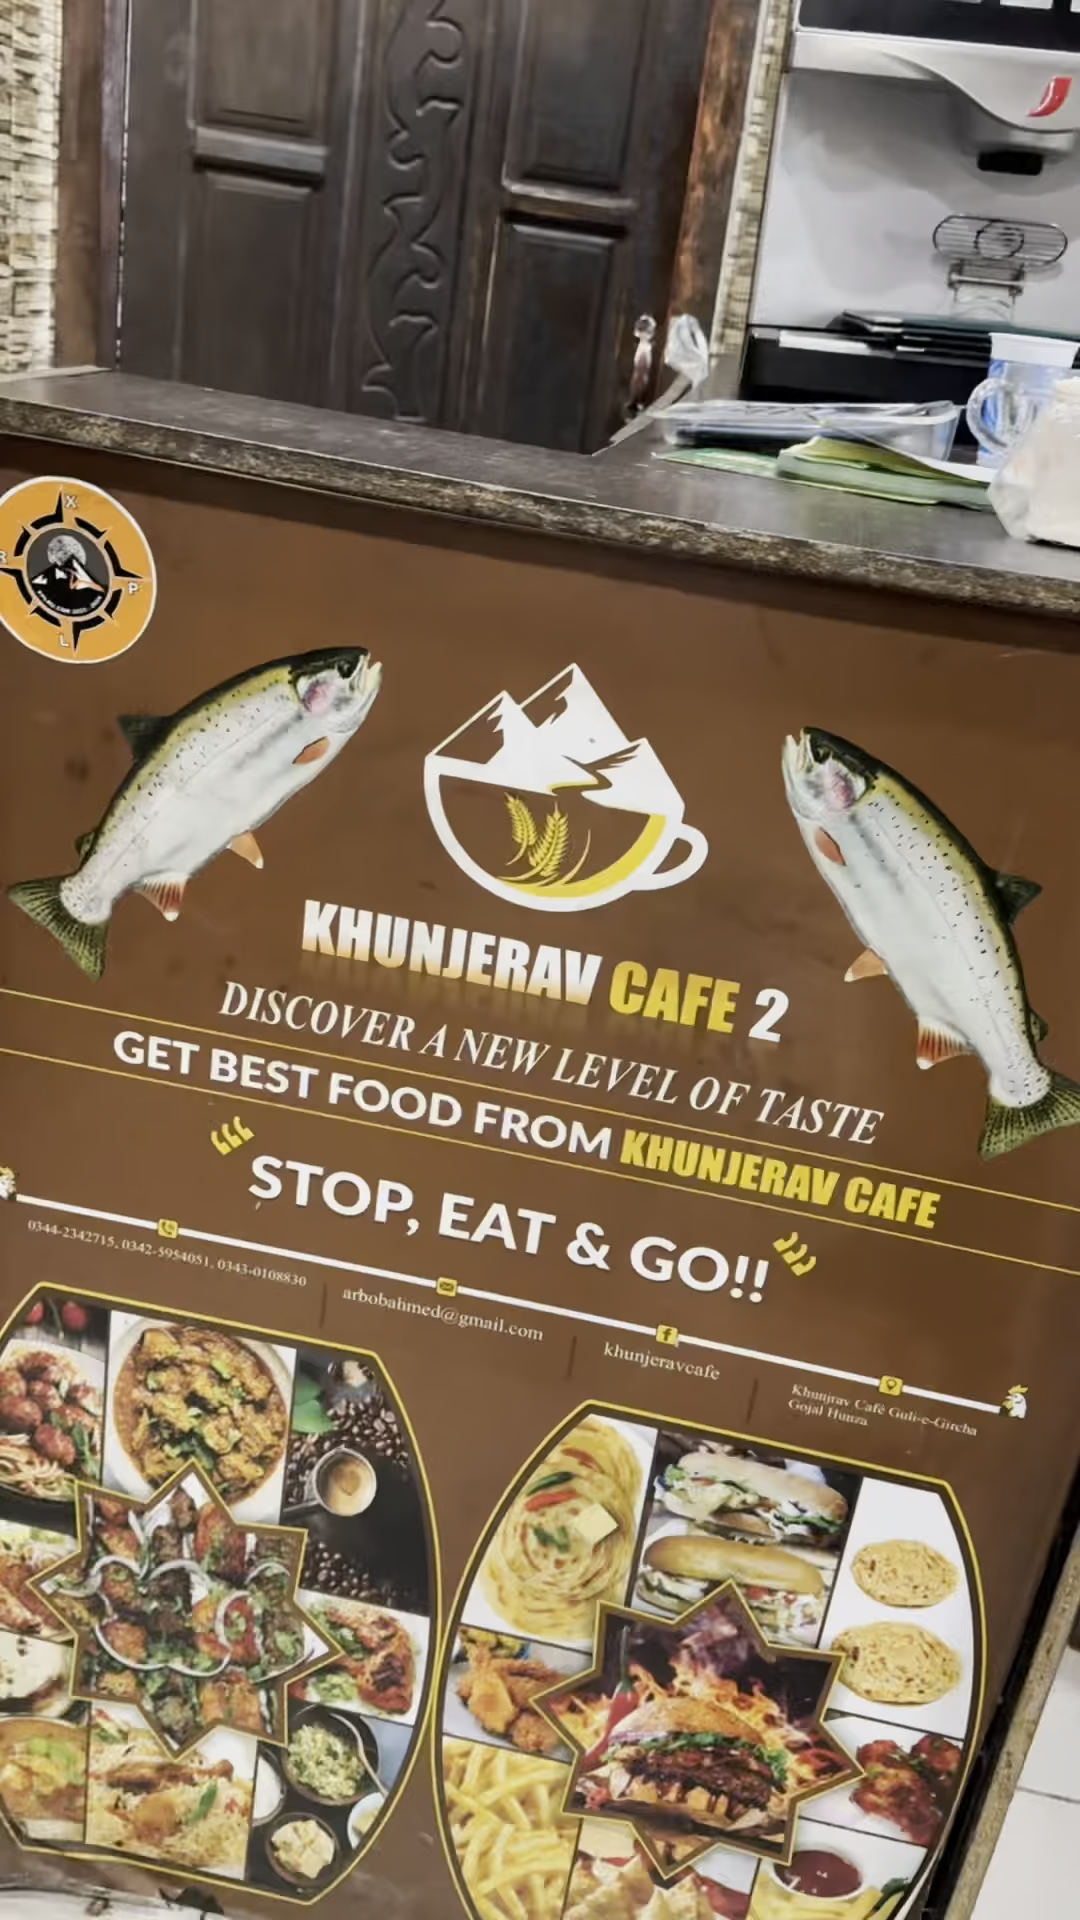 X
R
P
L
KHUNJERAV CAFE 2
DISCOVER A NEW LEVEL OF TASTE
GET BEST FOOD FROM KHUNJERAV CAFE
“STOP, EAT & GO!!”
0344-2342715, 0342-5954051, 0343-0108830
arbobahmed@gmail.com
khunjeravcafe
Khunjrav Café Guli-e-Gircha
Gojal Hunza